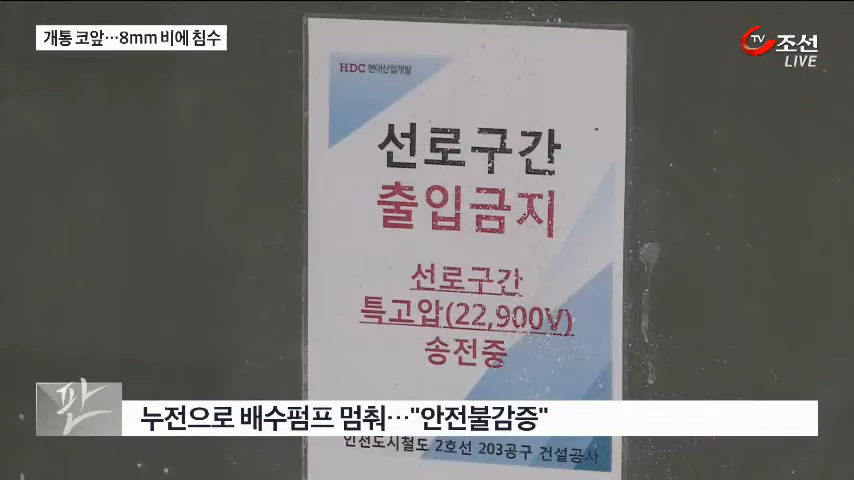 개통 코앞…8mm 비에 침수
TV조선
LIVE
HDC 현대산업개발
선로구간
출입금지
선로구간
특고압(22,900V)
송전중
판
누전으로 배수펌프 멈춰…"안전불감증"
인천도시철도 2호선 203공구 건설공사